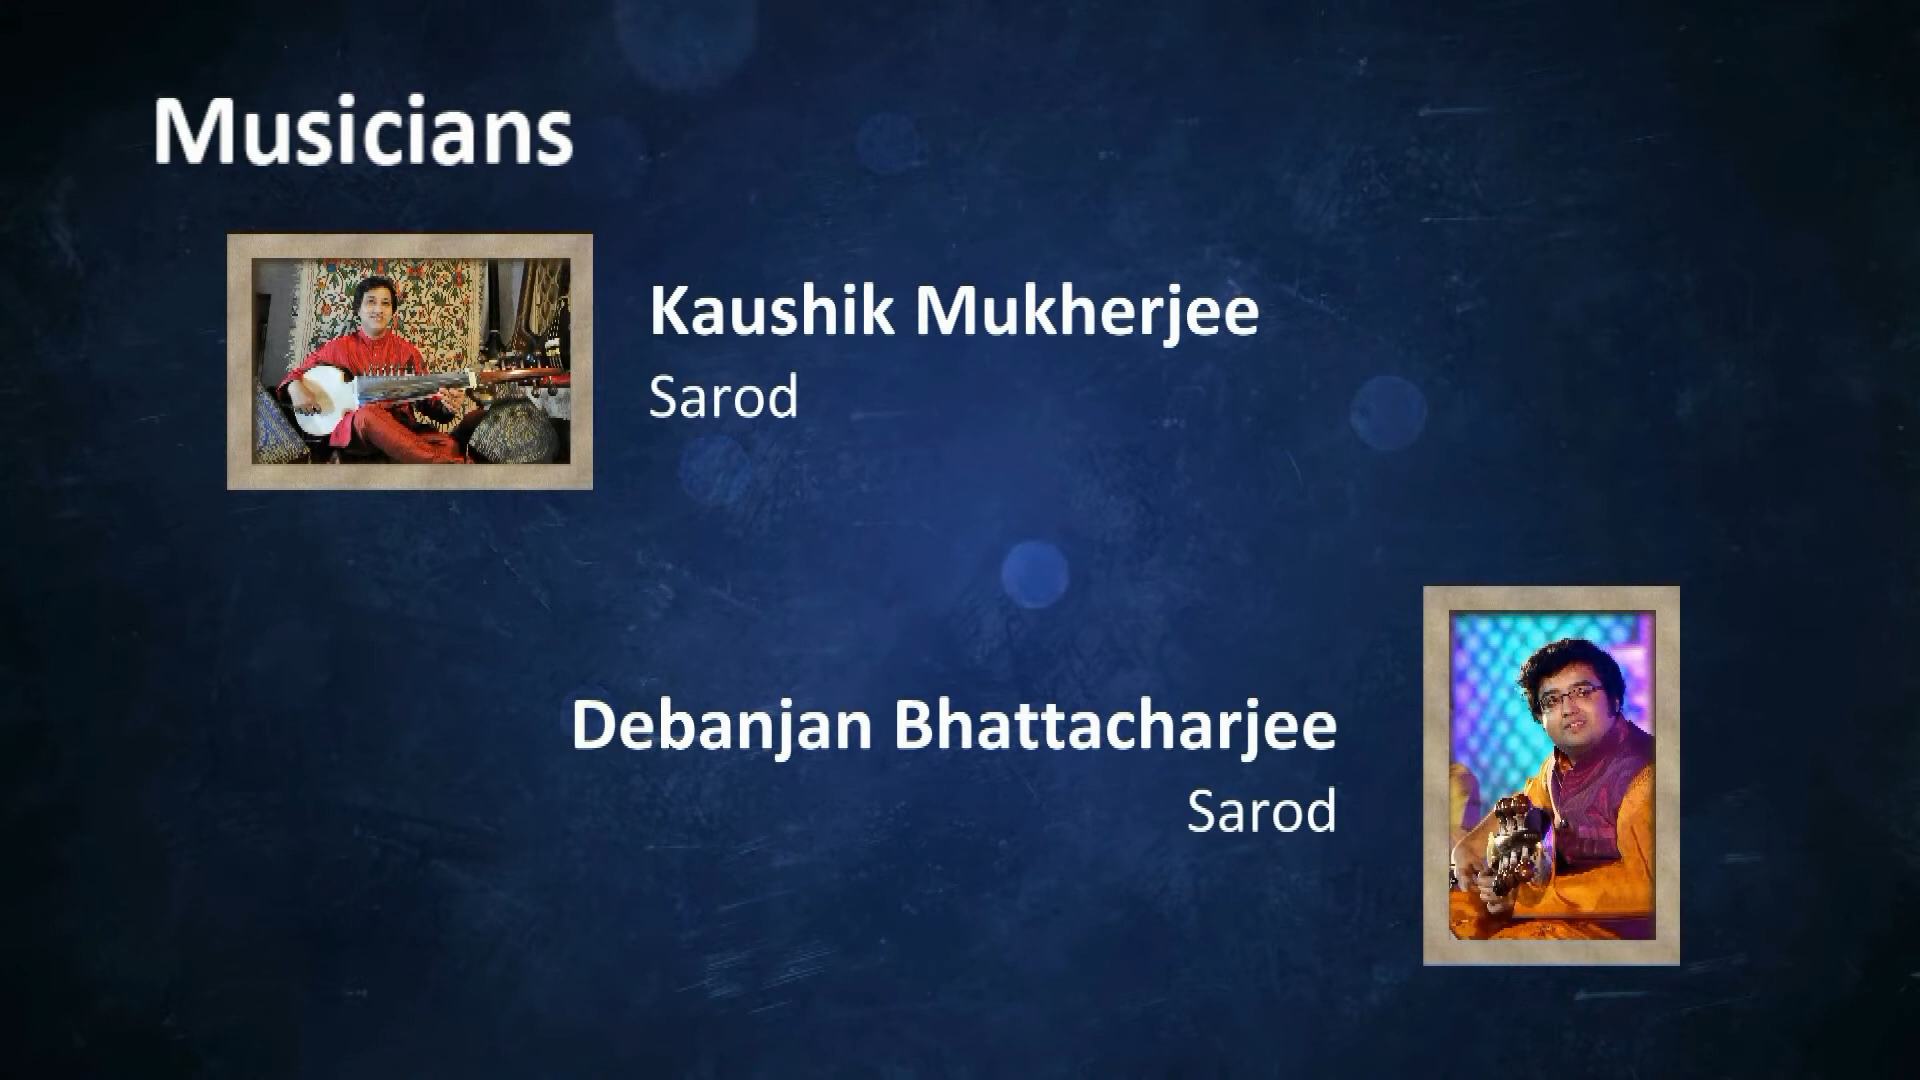 Musicians
Kaushik Mukherjee
Sarod
Debanjan Bhattacharjee
Sarod